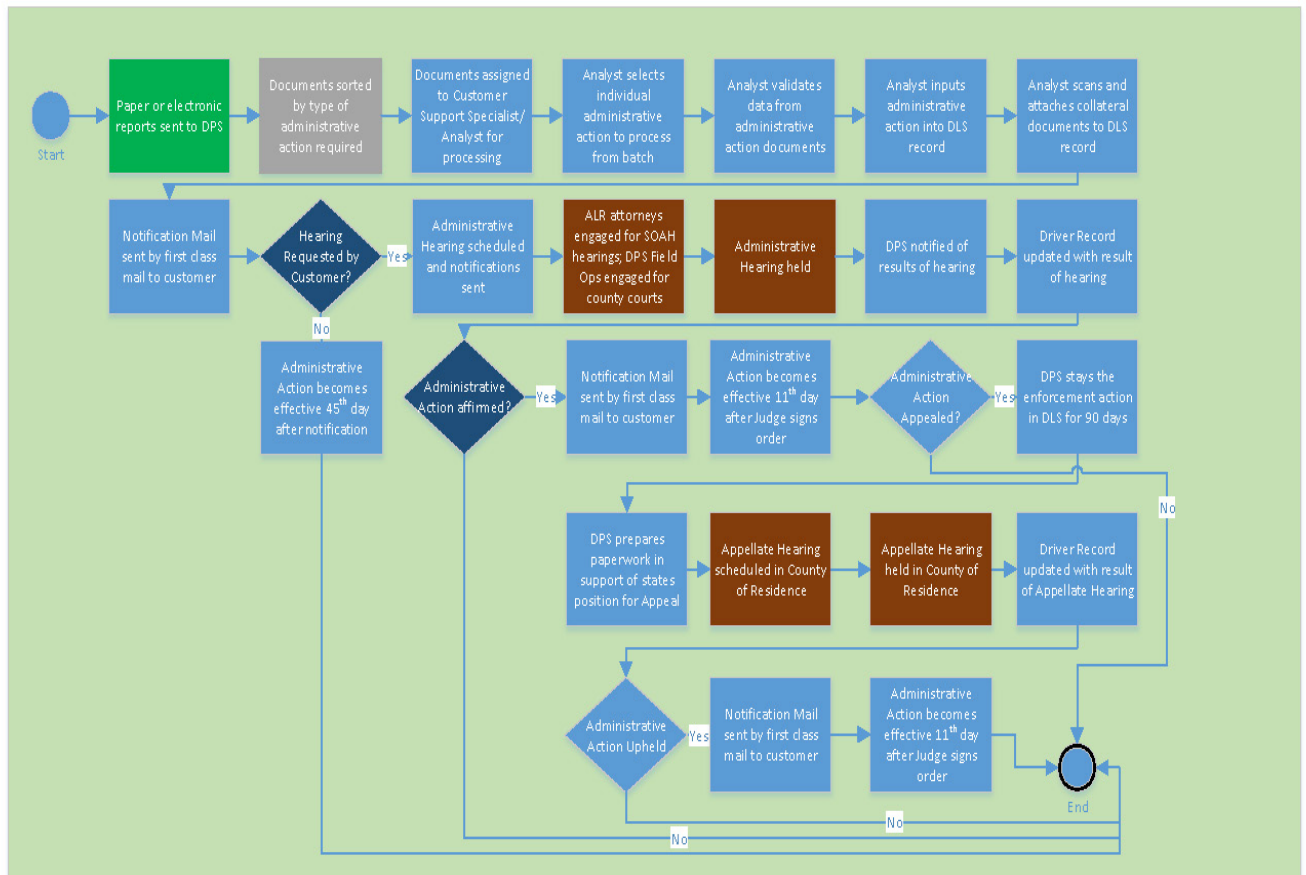 Start
Paper or electronic
reports sent to DPS
Documents sorted
by type of
administrative
action required
Documents
assigned to Customer
Support Specialist/
Analyst for
processing
Analyst selects
individual
administrative
action to process
from batch
Analyst validates
data from
administrative
action documents
Analyst inputs
administrative
action into DLS
record
Analyst scans and
attaches collateral
documents to DLS
record
Notification Mail
sent by first class
mail to customer
Hearing
Requested by
Customer?
Yes
No
Administrative
Hearing scheduled
and notifications
sent
ALR attorneys
engaged for SOAH
hearings; DPS Field
Ops engaged for
county courts
Administrative
Hearing held
DPS notified of
results of hearing
Driver Record
updated with result
of hearing
Administrative
Action becomes
effective 45th day
after notification
Administrative
Action affirmed?
Yes
Notification Mail
sent by first class
mail to customer
Administrative
Action becomes
effective 11th day
after Judge signs
order
Administrative
Action
Appealed?
Yes
DPS stays the
enforcement action
in DLS for 90 days
No
DPS prepares
paperwork in
support of states
position for Appeal
Appellate Hearing
scheduled in County
of Residence
Appellate Hearing
held in County of
Residence
Driver Record
updated with result
of Appellate Hearing
Administrative
Action Upheld
Yes
Notification Mail
sent by first class
mail to customer
Administrative
Action becomes
effective 11th day
after Judge signs
order
End
No
No